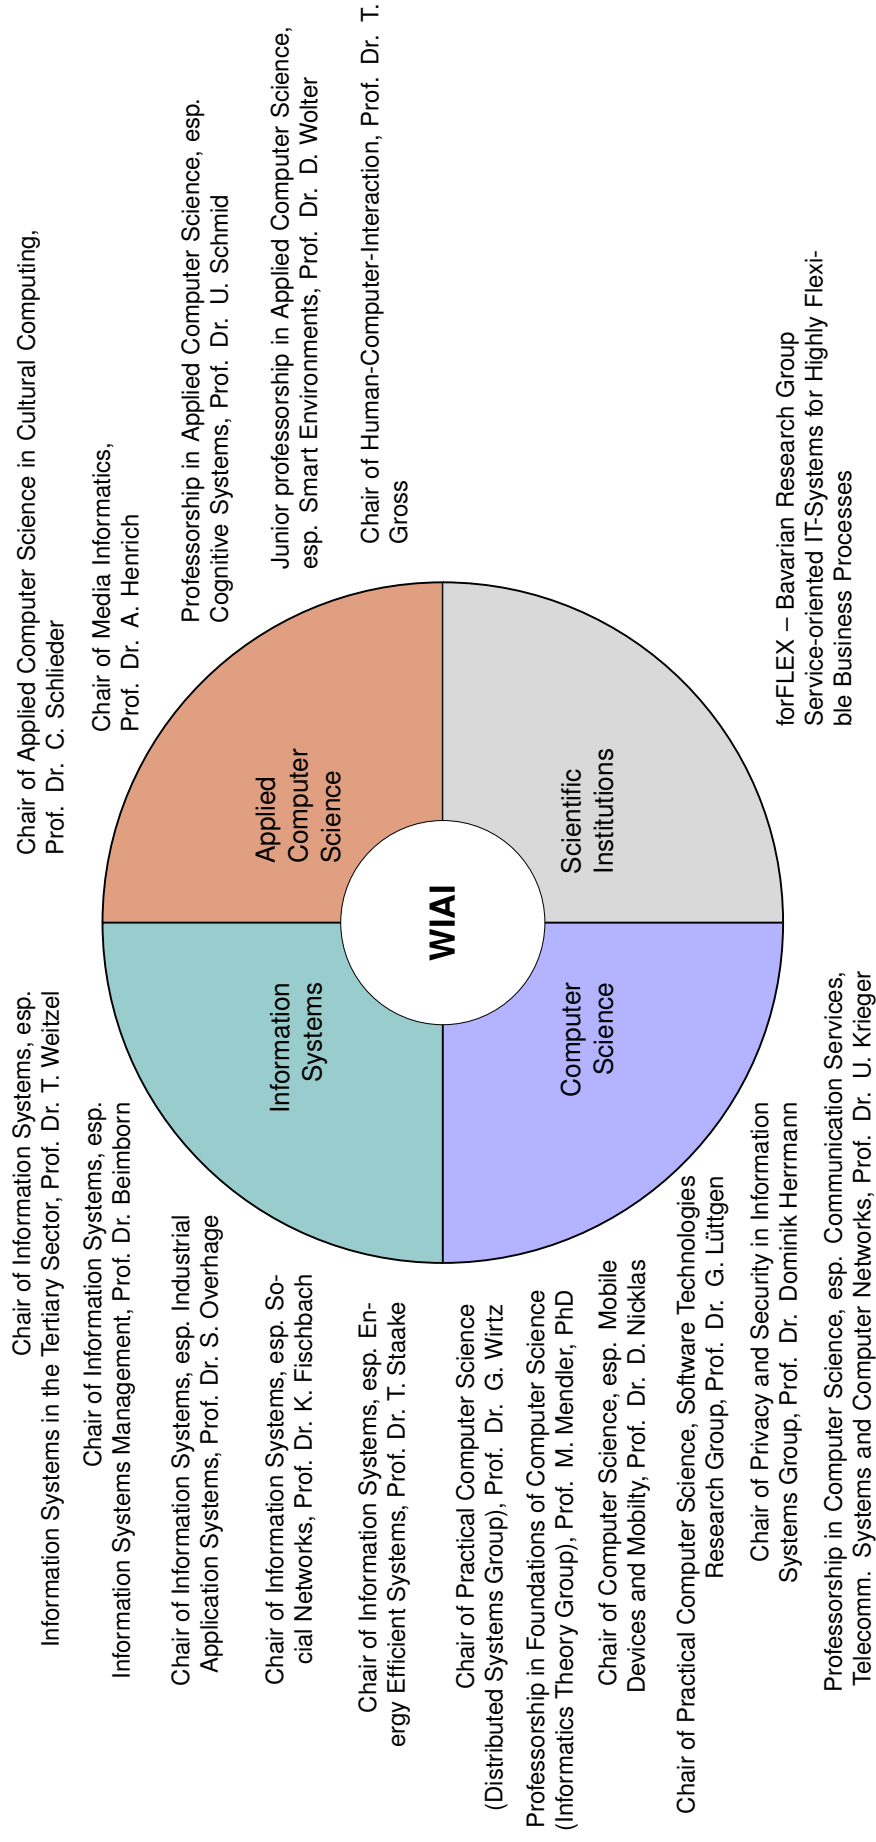 Chair of Information Systems, esp.
Information Systems in the Tertiary Sector, Prof. Dr. T. Weitzel
Chair of Information Systems, esp.
Information Systems Management, Prof. Dr. Beimborn
Chair of Information Systems, esp. Industrial
Application Systems, Prof. Dr. S. Overhage
Chair of Information Systems, esp. So-
cial Networks, Prof. Dr. K. Fischbach
Chair of Information Systems, esp. En-
ergy Efficient Systems, Prof. Dr. T. Staake
Chair of Practical Computer Science
(Distributed Systems Group), Prof. Dr. G. Wirtz
Professorship in Foundations of Computer Science
(Informatics Theory Group), Prof. M. Mendler, PhD
Chair of Computer Science, esp. Mobile
Devices and Mobilty, Prof. Dr. D. Nicklas
Chair of Practical Computer Science, Software Technologies
Research Group, Prof. Dr. G. Lüttgen
Chair of Privacy and Security in Information
Systems Group, Prof. Dr. Dominik Herrmann
Professorship in Computer Science, esp. Communication Services,
Telecomm. Systems and Computer Networks, Prof. Dr. U. Krieger
Information
Systems
Computer
Science
WIAI
Applied
Computer
Science
Scientific
Institutions
Chair of Applied Computer Science in Cultural Computing,
Prof. Dr. C. Schlieder
Chair of Media Informatics,
Prof. Dr. A. Henrich
Professorship in Applied Computer Science, esp.
Cognitive Systems, Prof. Dr. U. Schmid
Junior professorship in Applied Computer Science,
esp. Smart Environments, Prof. Dr. D. Wolter
Chair of Human-Computer-Interaction, Prof. Dr. T.
Gross
forFLEX – Bavarian Research Group
Service-oriented IT-Systems for Highly Flexi-
ble Business Processes